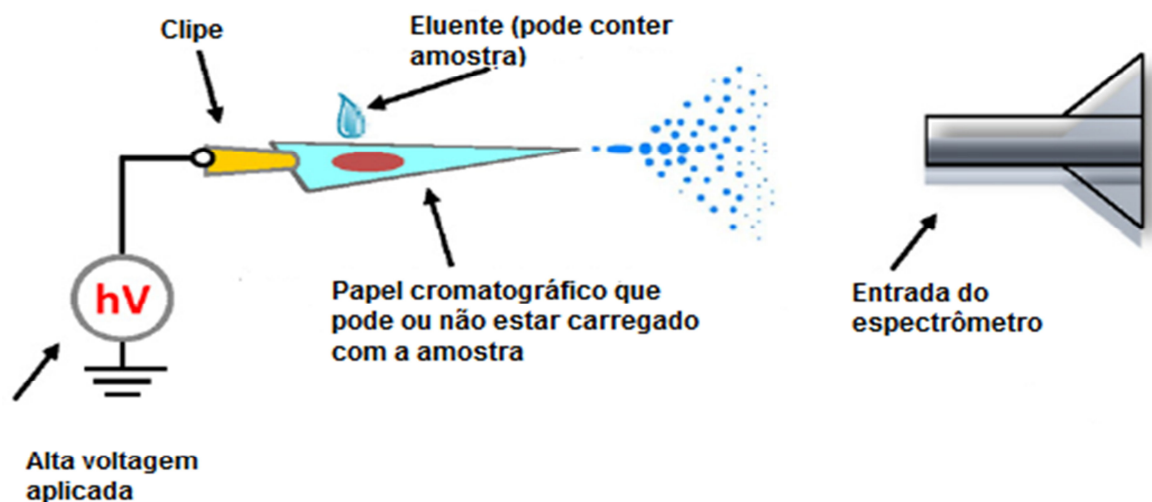 Clipe
Eluente (pode conter
amostra)
hV
Papel cromatográfico que
pode ou não estar carregado
com a amostra
Entrada do
espectrômetro
Alta voltagem
aplicada